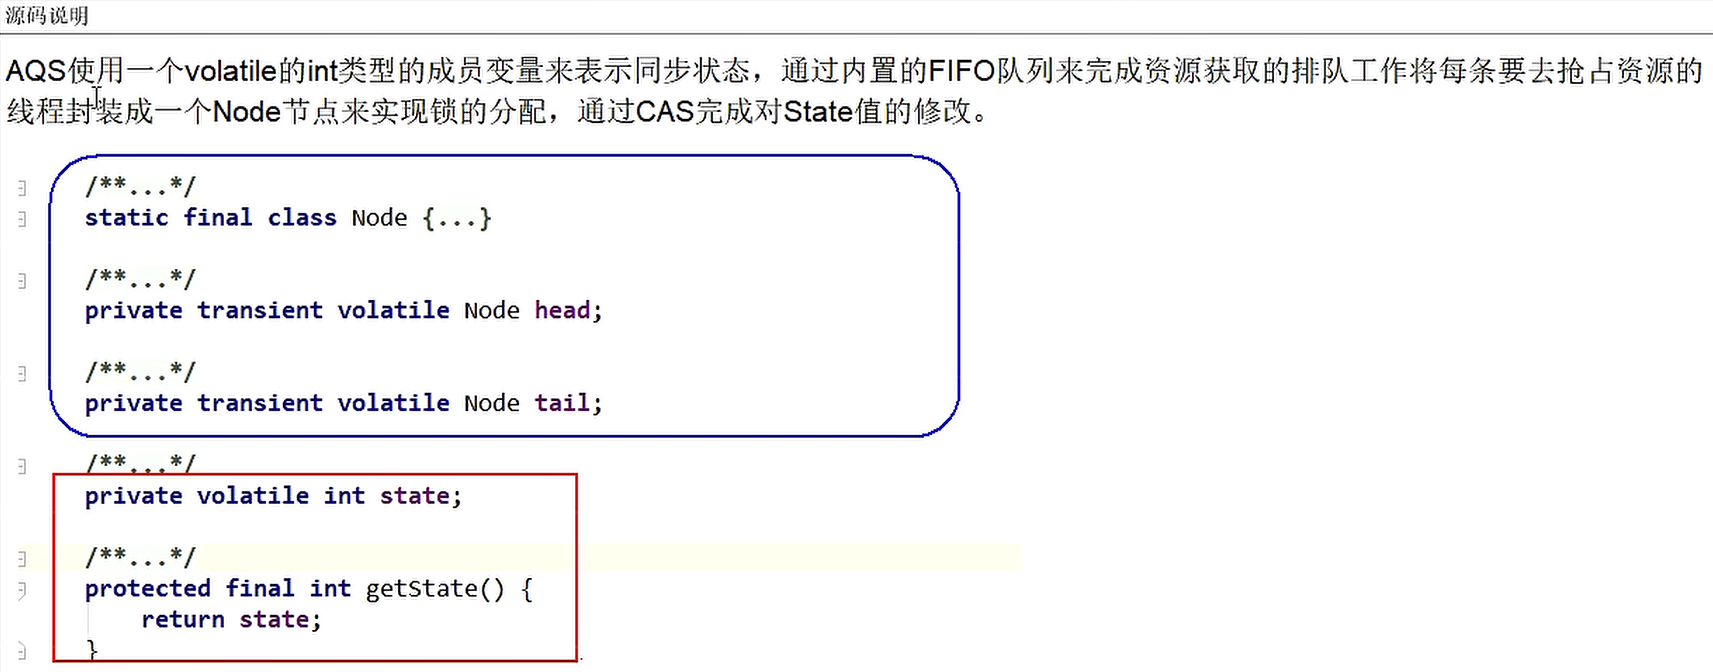 源码说明
AQS使用一个volatile的int类型的成员变量来表示同步状态，通过内置的FIFO队列来完成资源获取的排队工作将每条要去抢占资源的
线程封装成一个Node节点来实现锁的分配，通过CAS完成对State值的修改。
/**...*/
static final class Node {...}
/**...*/
private transient volatile Node head;
/**...*/
private transient volatile Node tail;
/**...*/
private volatile int state;
/**...*/
protected final int getState() {
return state;
}